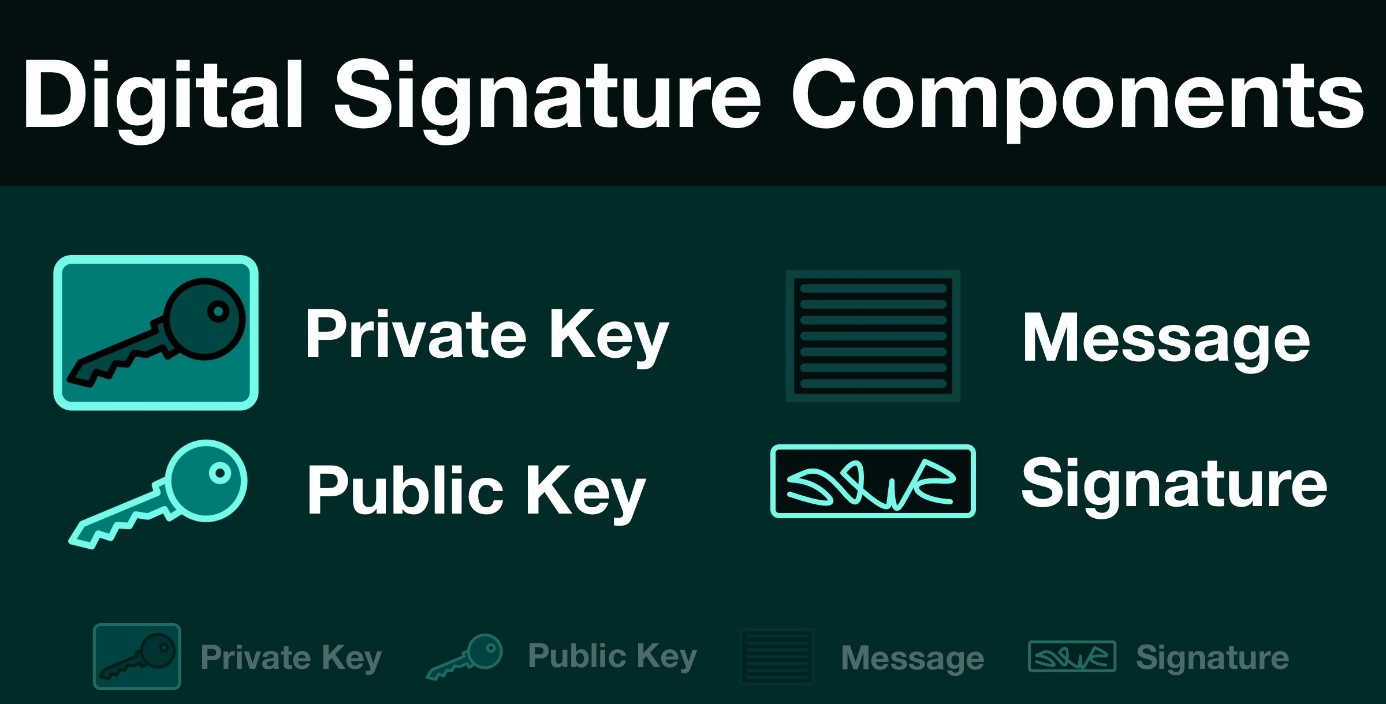 Digital Signature Components
Private Key
Message
Public Key
Signature
Private Key
Public Key
Message
Signature